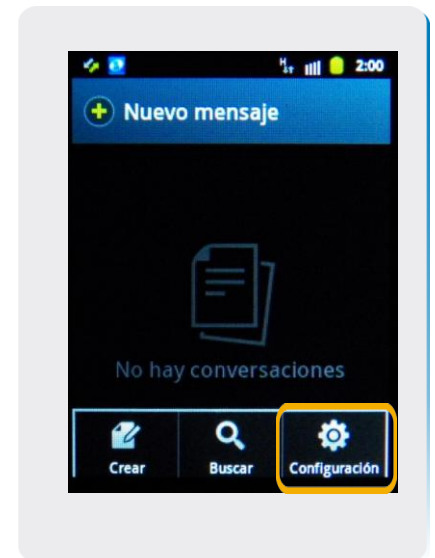 H 2:00
Nuevo mensaje
No hay conversaciones
Crear Buscar Configuración